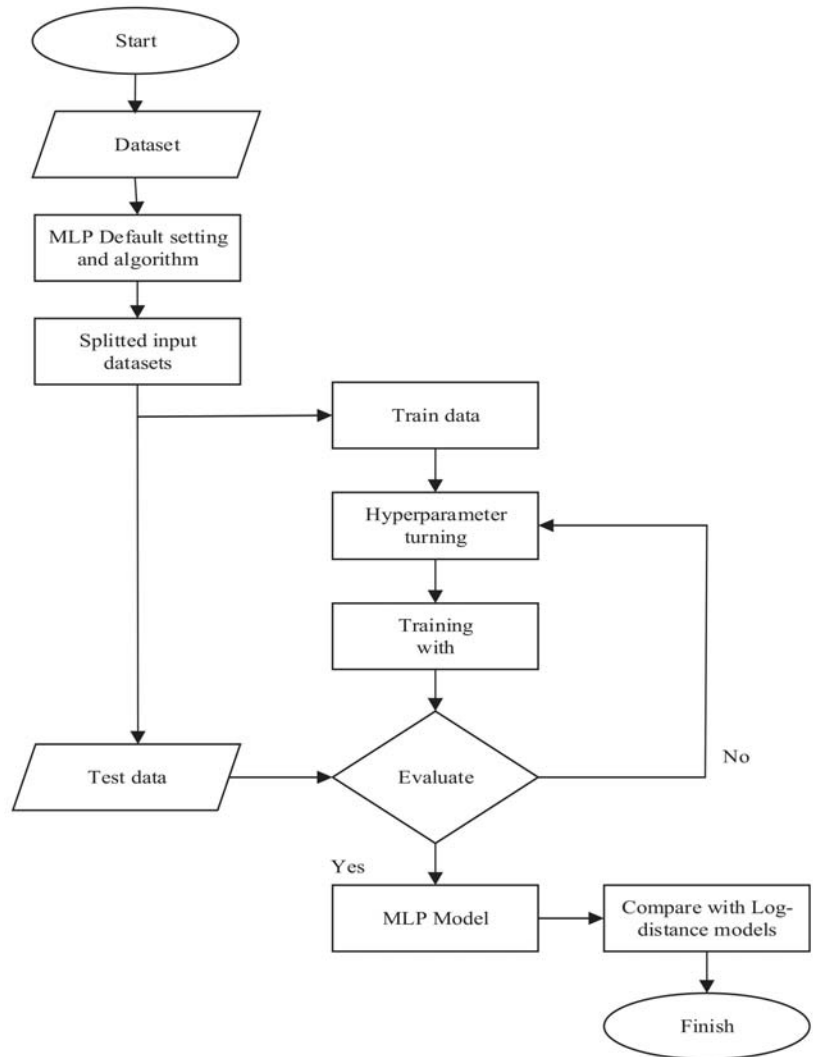 Start
Dataset
MLP Default setting
and algorithm
Splitted input
datasets
Train data
Hyperparameter
turning
Training
with
Test data
Evaluate
No
Yes
MLP Model
Compare with Log-
distance models
Finish